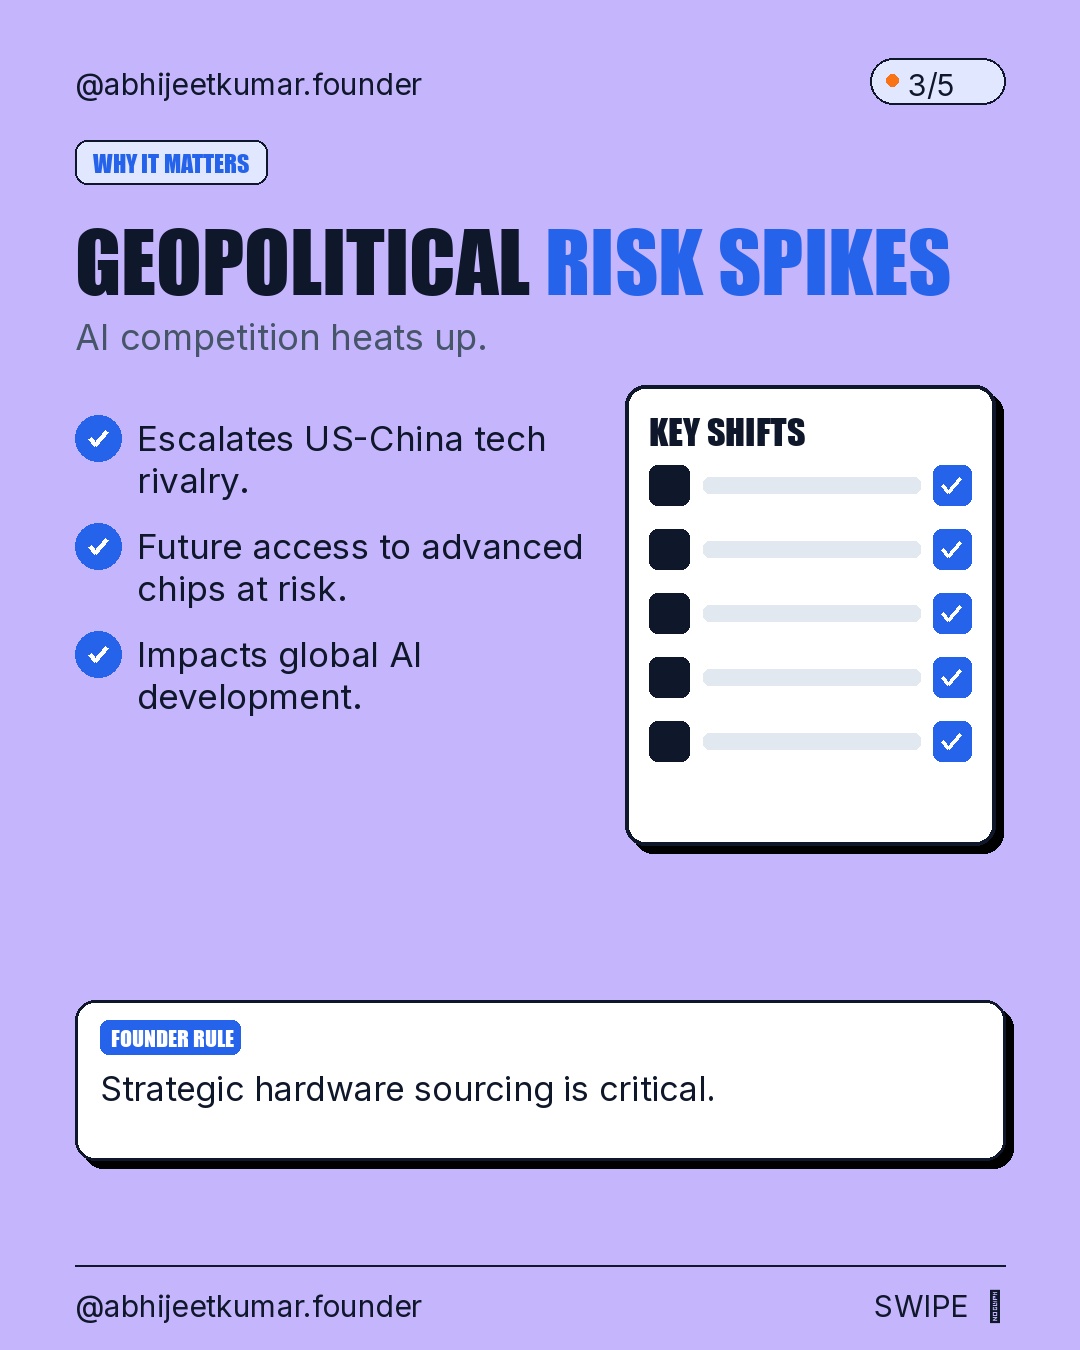 @abhijeetkumar.founder
3/5
WHY IT MATTERS
GEOPOLITICAL RISK SPIKES
AI competition heats up.
Escalates US-China tech
rivalry.
Future access to advanced
chips at risk.
Impacts global AI
development.
KEY SHIFTS
FOUNDER RULE
Strategic hardware sourcing is critical.
@abhijeetkumar.founder
SWIPE